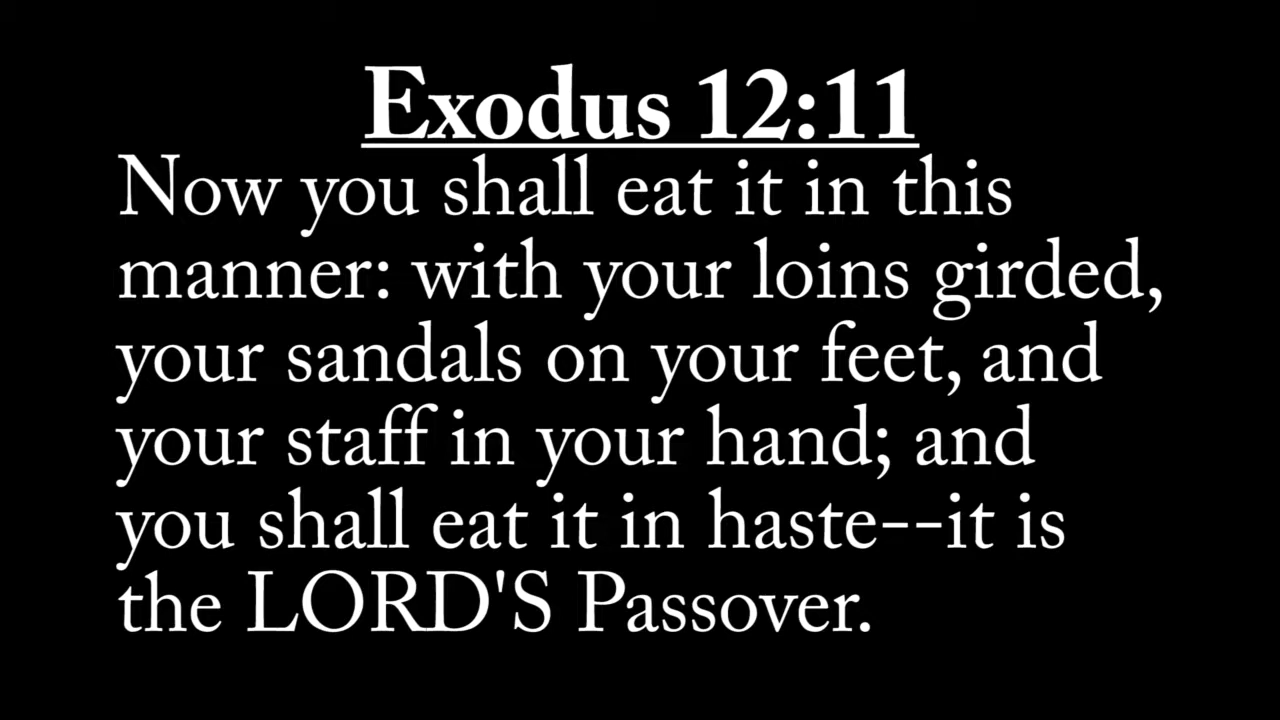 Exodus 12:11
Now you shall eat it in this
manner: with your loins girded,
your sandals on your feet, and
your staff in your hand; and
you shall eat it in haste--it is
the LORD'S Passover.